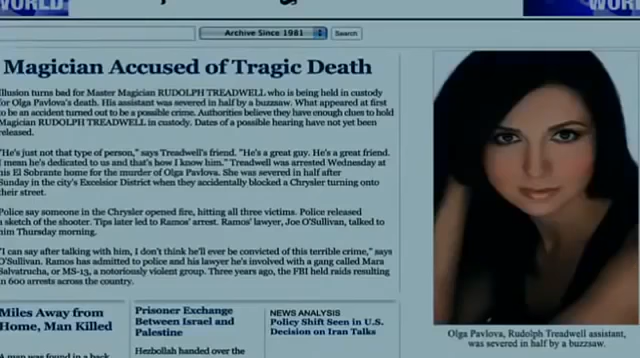 WORLD
WORL
Archive Since 1981
Search
Magician Accused of Tragic Death
Illusion turns bad for Master Magician RUDOLPH TREADWELL who is being held in custody
for Olga Pavlova's death. His assistant was severed in half by a buzzsaw. What appeared at first
to be an accident turned out to be a possible crime. Authorities believe they have enough clues to hold
Magician RUDOLPH TREADWELL in custody. Dates of a possible hearing have not yet been
released.
"He's just not that type of person," says Treadwell's friend. "He's a great guy. He's a great friend.
I mean he's dedicated to us and that's how I know him." Treadwell was arrested Wednesday at
his El Sobrante home for the murder of Olga Pavlova. She was severed in half after
Sunday in the city's Excelsior District when they accidentally blocked a Chrysler turning onto
their street.
Police say someone in the Chrysler opened fire, hitting all three victims. Police released
a sketch of the shooter. Tips later led to Ramos' arrest. Ramos' lawyer, Joe O'Sullivan, talked to
him Thursday morning.
"I can say after talking with him, I don't think he'll ever be convicted of this terrible crime," says
O'Sullivan. Ramos has admitted to police and his lawyer he's involved with a gang called Mara
Salvatrucha, or MS-13, a notoriously violent group. Three years ago, the FBI held raids resulting
in 600 arrests across the country.
Olga Pavlova, Rudolph Treadwell assistant,
was severed in half by a buzzsaw.
Miles Away from
Home, Man Killed
A man was found in a back
Prisoner Exchange
Between Israel and
Palestine
Hezbollah handed over the
NEWS ANALYSIS
Policy Shift Seen in U.S.
Decision on Iran Talks